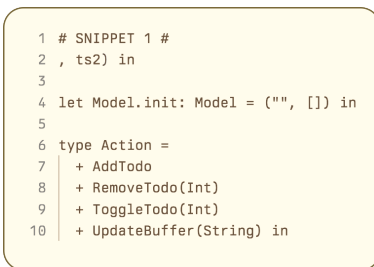 1 # SNIPPET 1 #
2 , ts2) in
3
4 let Model.init: Model = ("", []) in
5
6 type Action =
7   + AddTodo
8   + RemoveTodo(Int)
9   + ToggleTodo(Int)
10   + UpdateBuffer(String) in